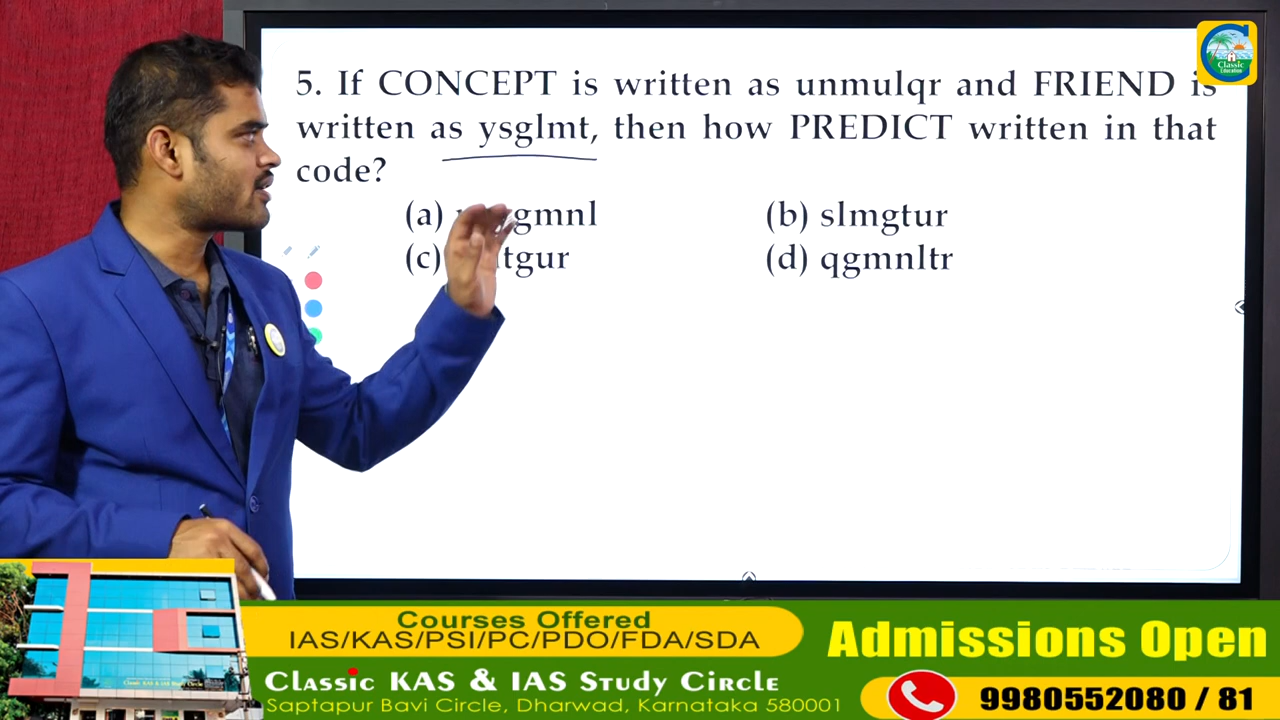 5. If CONCEPT is written as unmulqr and FRIEND is
written as ysglmt, then how PREDICT written in that
code?
(a) gmnl (b) slmgtur
(c) tgur (d) qgmnltr
Classic
Education
Courses Offered
IAS/KAS/PSI/PC/PDO/FDA/SDA
Classic KAS & IAS Study Circle
Saptapur Bavi Circle, Dharwad, Karnataka 580001
Admissions Open
9980552080 / 81